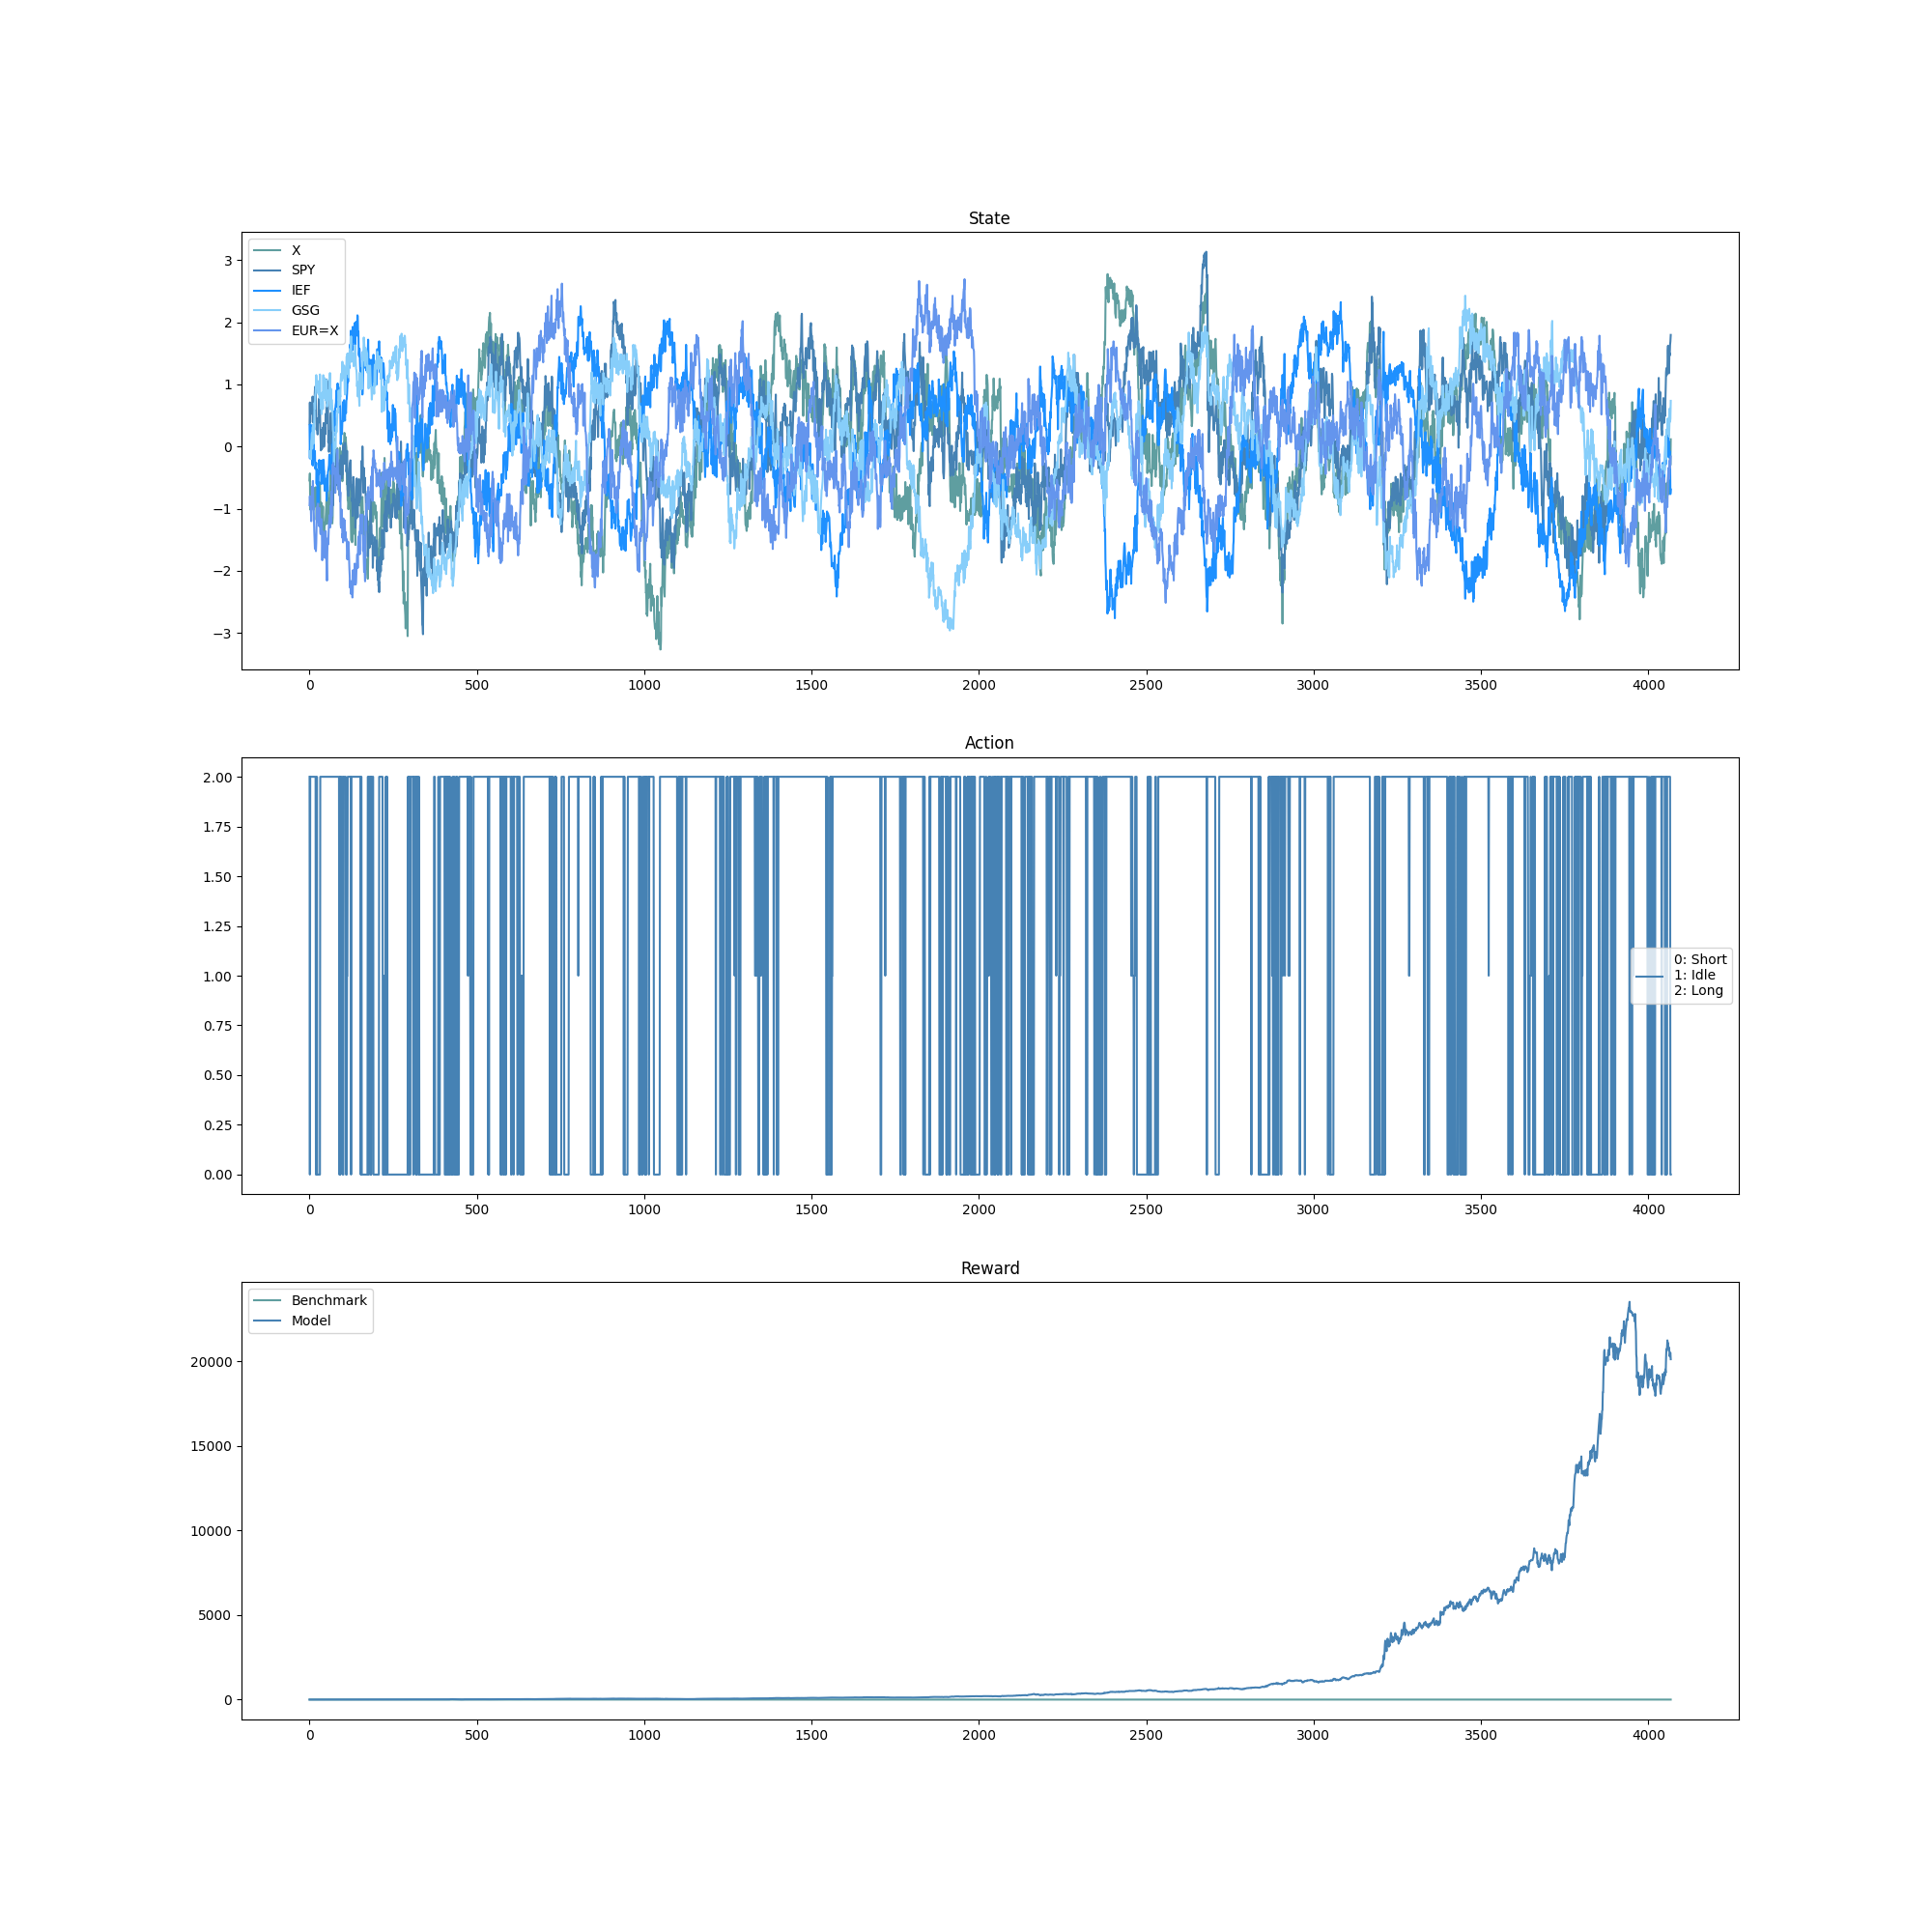 State
X
SPY
IEF
GSG
EUR=X
3
2
1
0
−1
−2
−3
0 500 1000 1500 2000 2500 3000 3500 4000
Action
2.00
1.75
1.50
1.25
1.00
0.75
0.50
0.25
0.00
0: Short
1: Idle
2: Long
0 500 1000 1500 2000 2500 3000 3500 4000
Reward
Benchmark
Model
20000
15000
10000
5000
0
0 500 1000 1500 2000 2500 3000 3500 4000